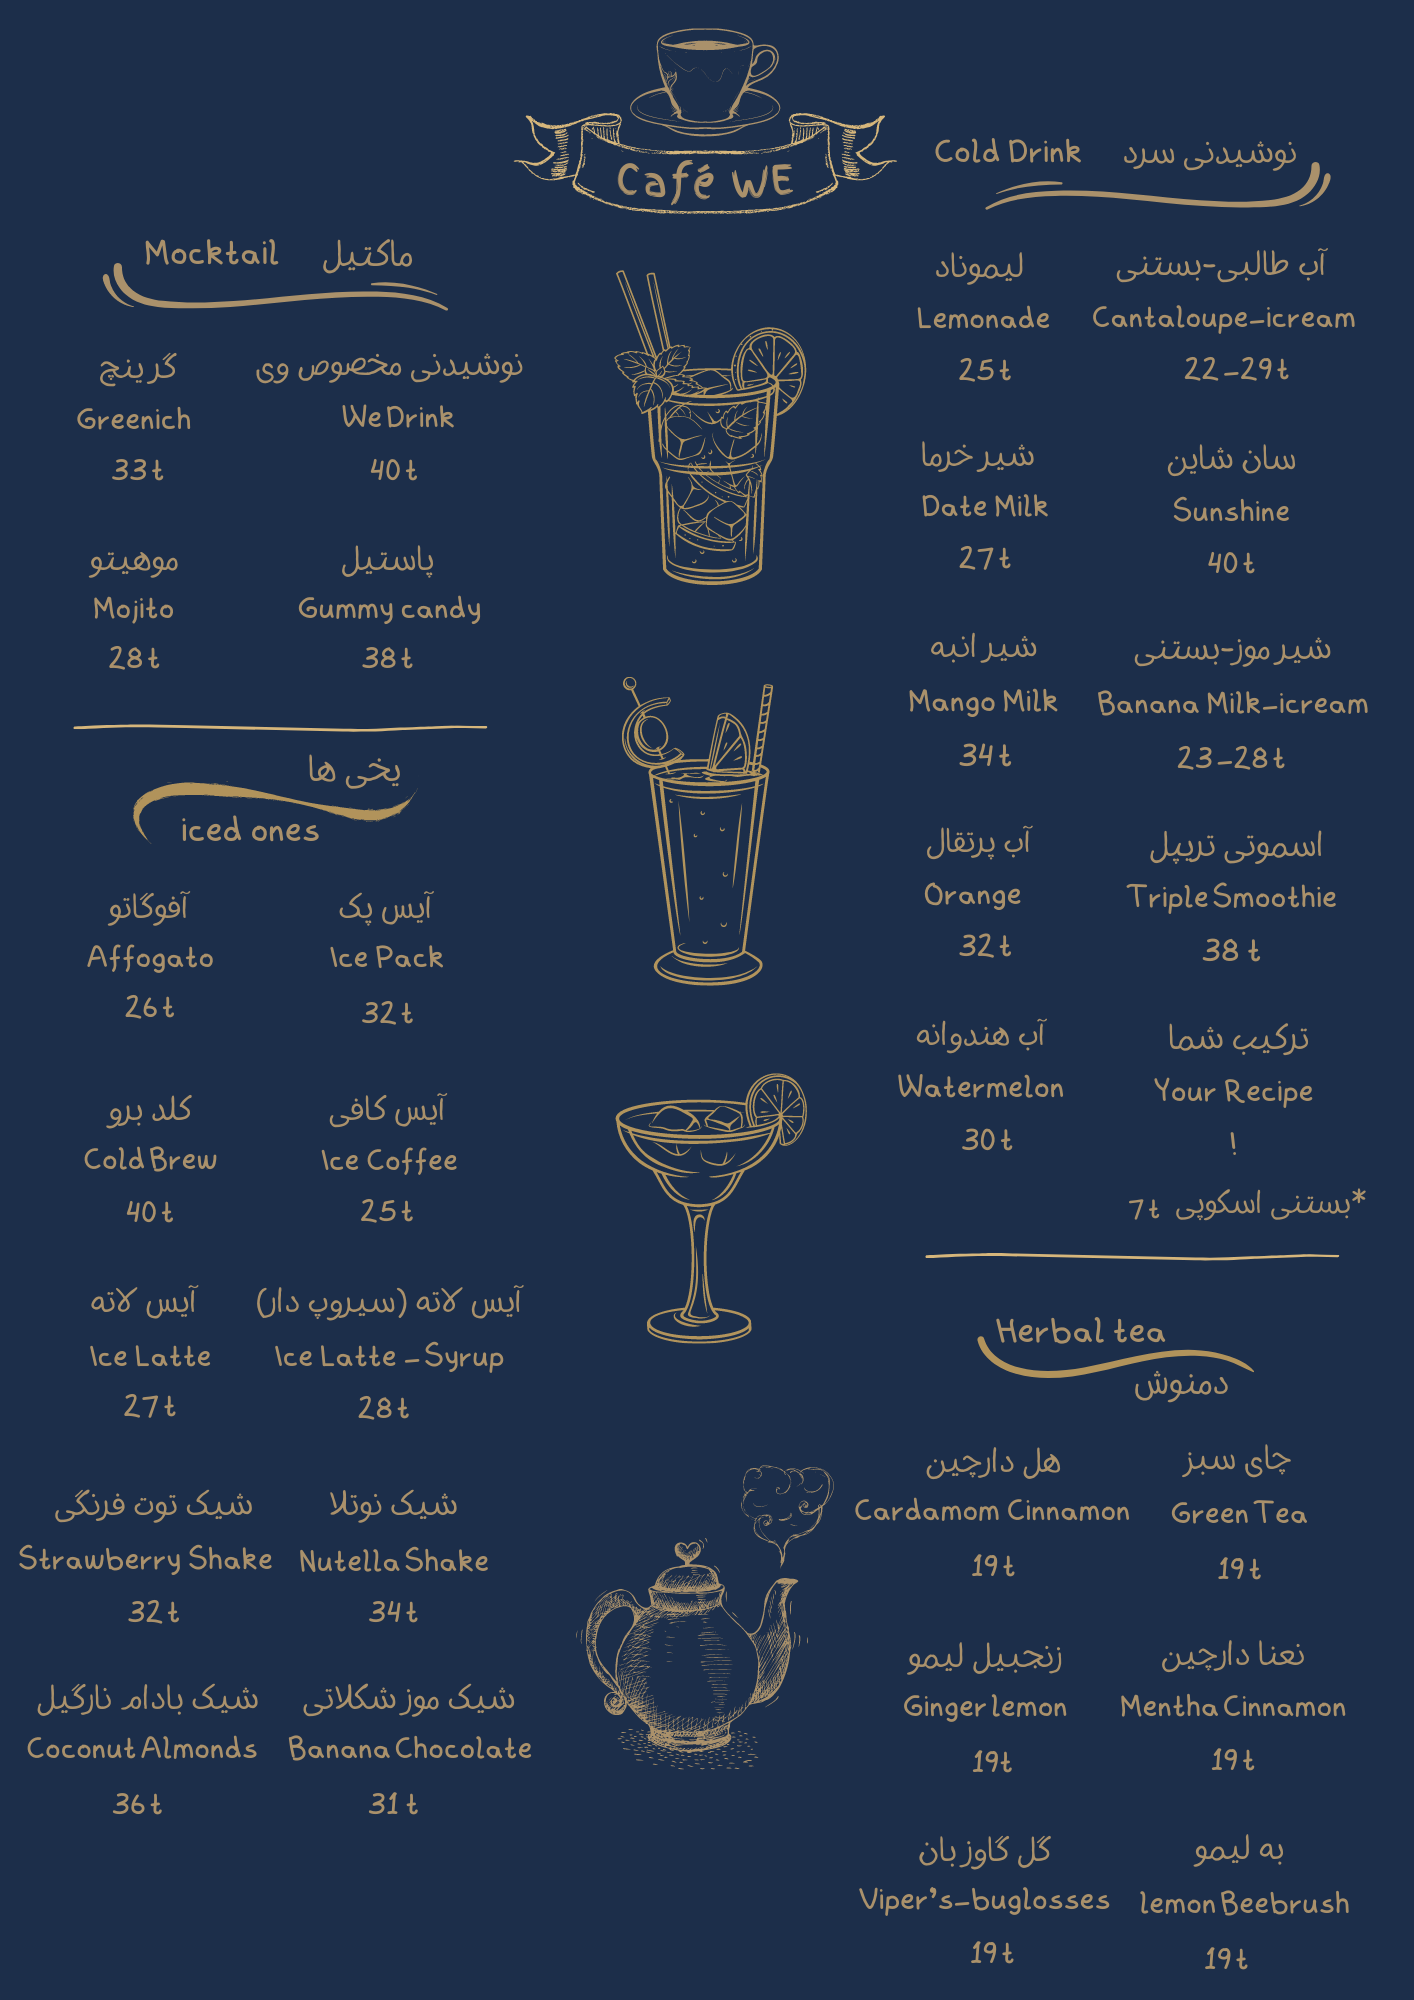 Café WE
Mocktail ماکتیل
گرینچ
Greenich
33t
نوشیدنی مخصوص وی
We Drink
40t
موهیتو
Mojito
28t
پاستیل
Gummy candy
38t
یخی ها
iced ones
آفوگاتو
Affogato
26t
آیس پک
Ice Pack
32t
کلد برو
Cold Brew
40t
آیس کافی
Ice Coffee
25t
آیس لاته
Ice Latte
27t
آیس لاته (سیروپ دار)
Ice Latte - Syrup
28t
شیک توت فرنگی
Strawberry Shake
32t
شیک نوتلا
Nutella Shake
34t
شیک بادام نارگیل
Coconut Almonds
36t
شیک موز شکلاتی
Banana Chocolate
31t
Cold Drink نوشیدنی سرد
لیموناد
Lemonade
25t
آب طالبی-بستنی
Cantaloupe-icream
22-29t
شیر خرما
Date Milk
27t
سان شاین
Sunshine
40t
شیر انبه
Mango Milk
34t
شیر موز-بستنی
Banana Milk-icream
23-28t
آب پرتقال
Orange
32t
اسموتی تریپل
Triple Smoothie
38 t
آب هندوانه
Watermelon
30t
ترکیب شما
Your Recipe
!
*بستنی اسکوپی 7t
Herbal tea
دمنوش
هل دارچین
Cardamom Cinnamon
19t
چای سبز
Green Tea
19t
زنجبیل لیمو
Ginger lemon
19t
نعنا دارچین
Mentha Cinnamon
19t
گل گاوزبان
Viper's-buglosses
19t
به لیمو
lemon Beebrush
19t